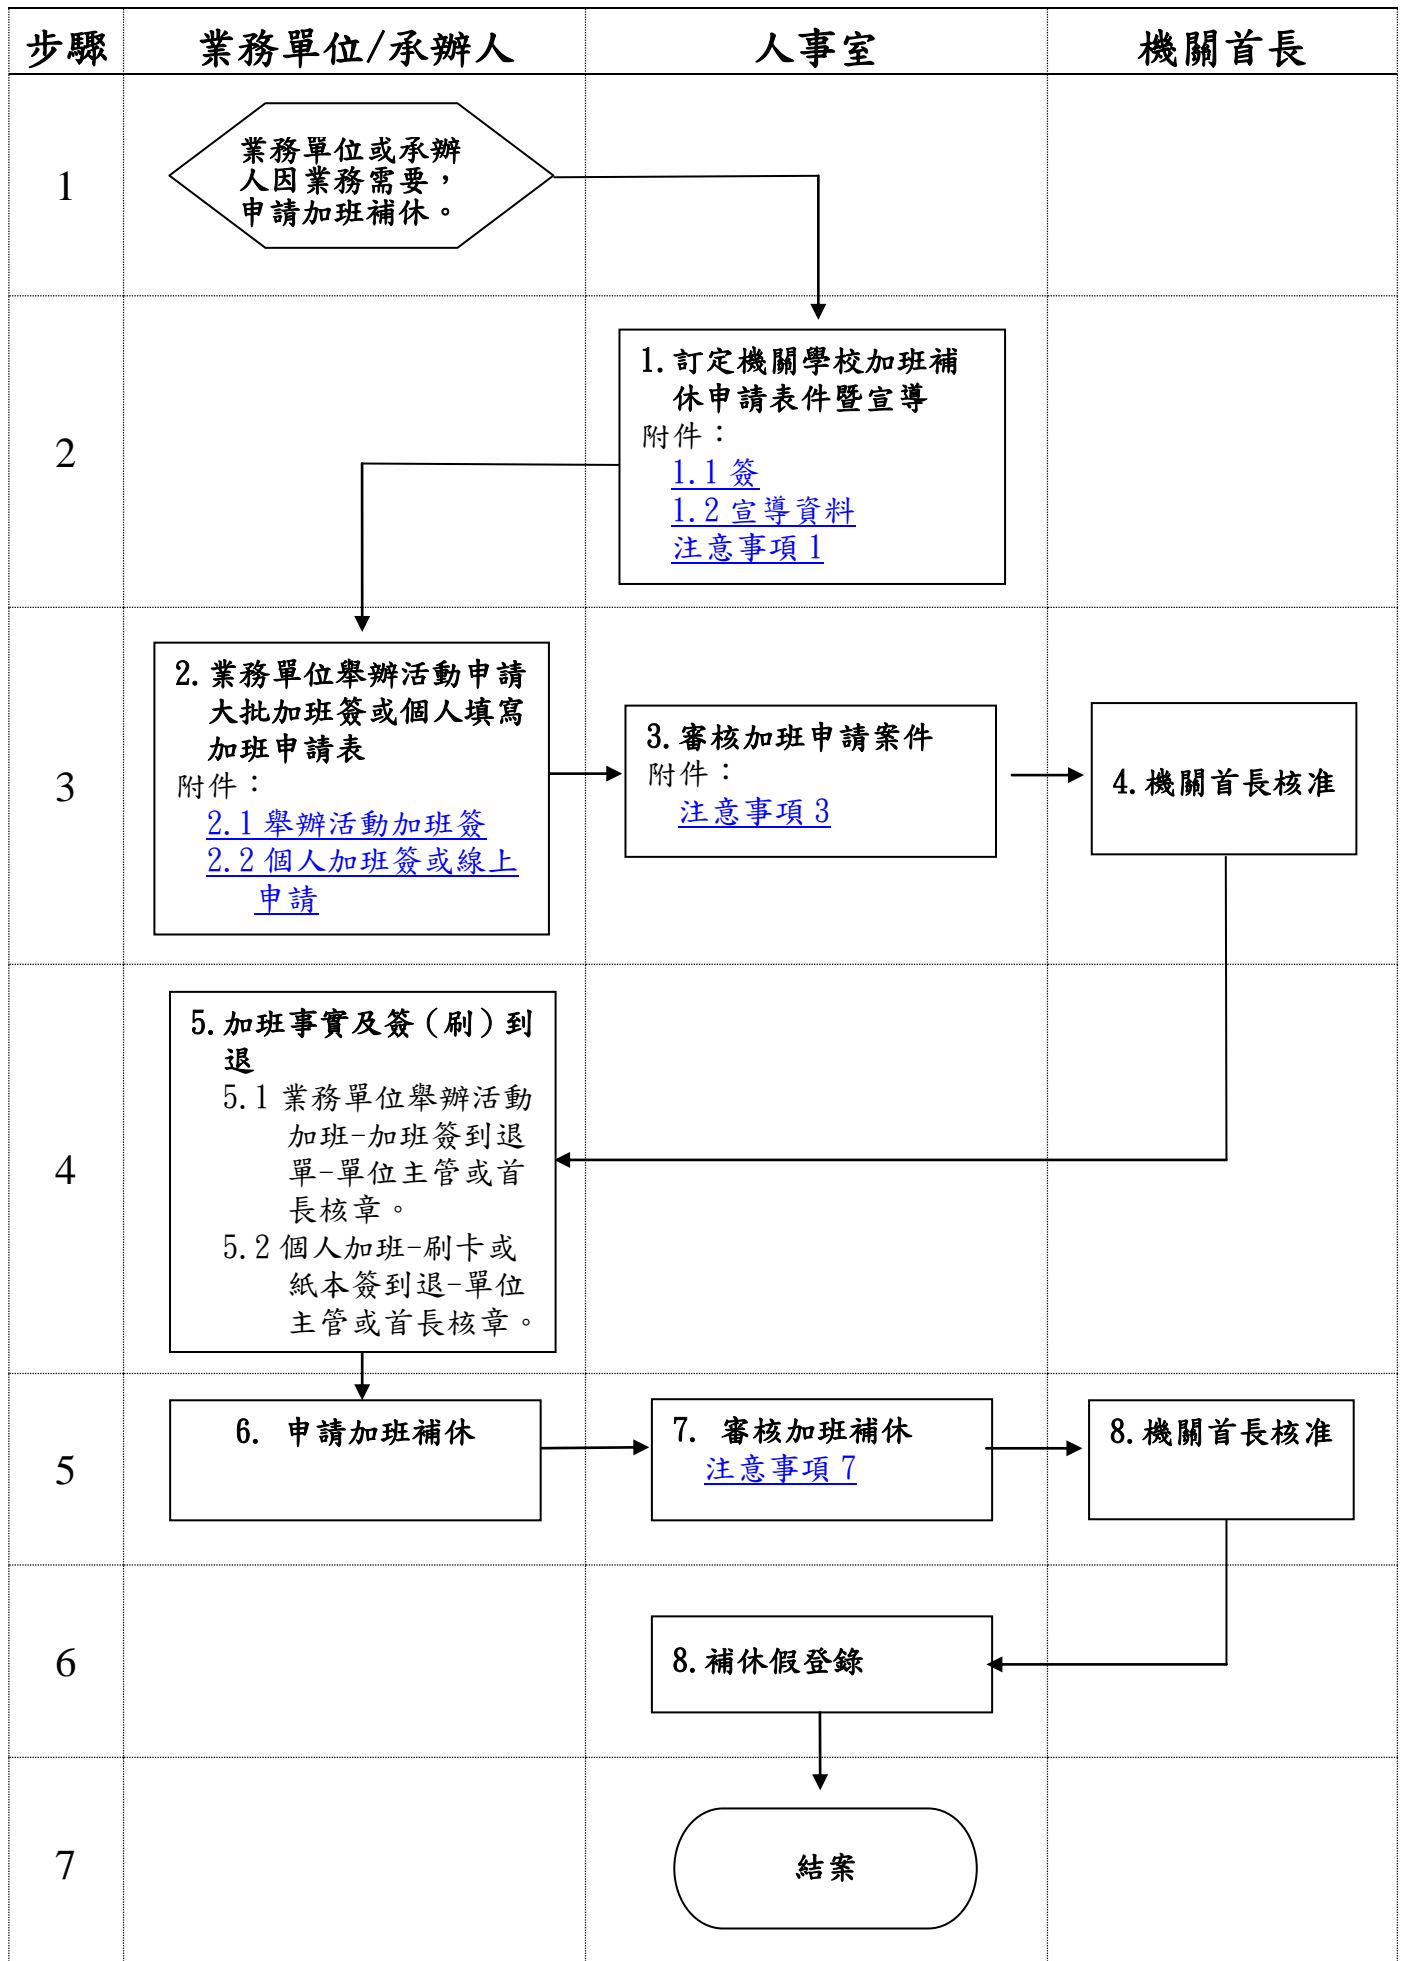 步驟
業務單位/承辦人
人事室
機關首長
1
業務單位或承辦
人因業務需要，
申請加班補休。
2
1.訂定機關學校加班補
休申請表件暨宣導
附件：
1.1 簽
1.2 宣導資料
注意事項 1
3
2.業務單位舉辦活動申請
大批加班簽或個人填寫
加班申請表
附件：
2.1 舉辦活動加班簽
2.2 個人加班簽或線上
申請
3.審核加班申請案件
附件：
注意事項 3
4.機關首長核准
4
5.加班事實及簽（刷）到
退
5.1 業務單位舉辦活動
加班-加班簽到退
單-單位主管或首
長核章。
5.2 個人加班-刷卡或
紙本簽到退-單位
主管或首長核章。
5
6. 申請加班補休
7. 審核加班補休
注意事項 7
8.機關首長核准
6
8.補休假登錄
7
結案